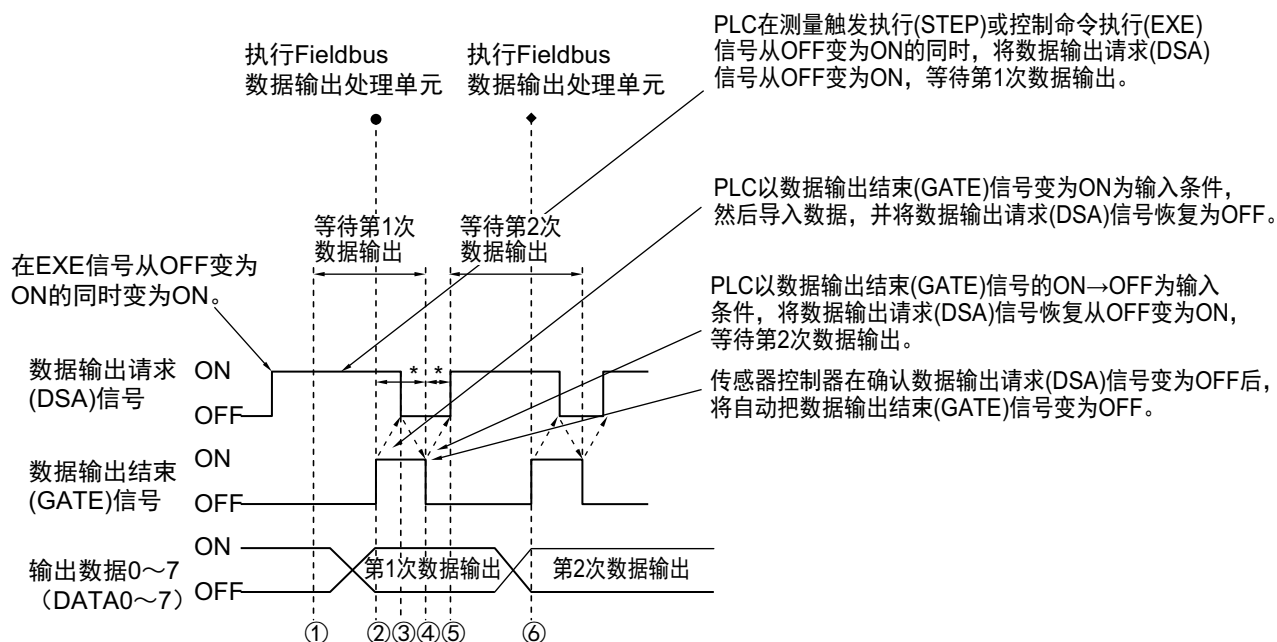 PLC在测量触发执行(STEP)或控制命令执行(EXE)
信号从OFF变为ON的同时，将数据输出请求(DSA)
信号从OFF变为ON，等待第1次数据输出。
执行Fieldbus
数据输出处理单元
执行Fieldbus
数据输出处理单元
PLC以数据输出结束(GATE)信号变为ON为输入条件，
然后导入数据，并将数据输出请求(DSA)信号恢复为OFF。
等待第1次
数据输出
等待第2次
数据输出
在EXE信号从OFF变为
ON的同时变为ON。
PLC以数据输出结束(GATE)信号的ON→OFF为输入
条件，将数据输出请求(DSA)信号恢复从OFF变为ON，
等待第2次数据输出。
数据输出请求
(DSA)信号
ON
OFF
* *
传感器控制器在确认数据输出请求(DSA)信号变为OFF后，
将自动把数据输出结束(GATE)信号变为OFF。
数据输出结束
(GATE)信号
ON
OFF
输出数据0～7
（DATA0～7）
ON
OFF
第1次数据输出
第2次数据输出
① ②③④⑤ ⑥